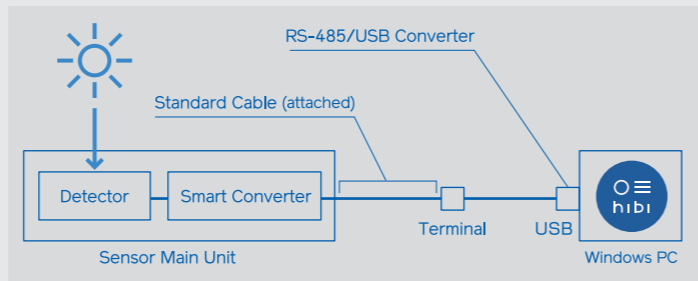 RS-485/USB Converter
Standard Cable (attached)
Detector
Smart Converter
hibi
Terminal
USB
Sensor Main Unit
Windows PC